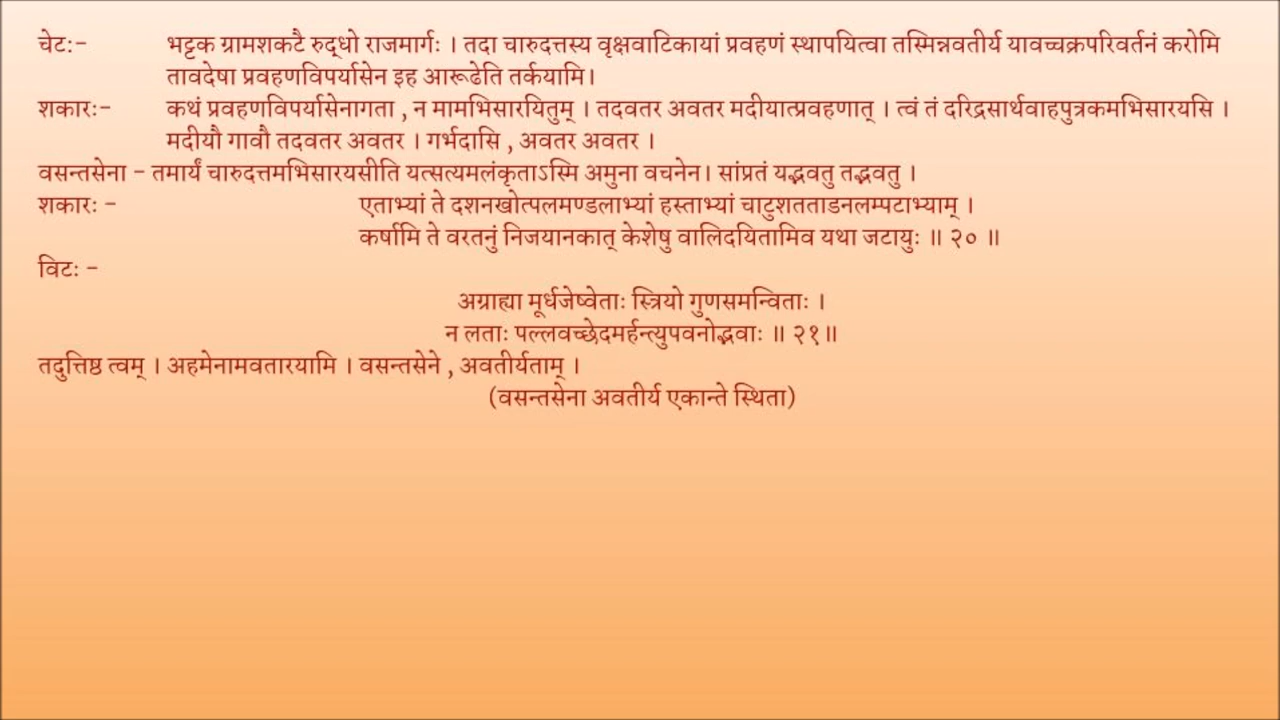 चेट:- भट्टक ग्रामशकटै रुद्धो राजमार्गः । तदा चारुदत्तस्य वृक्षवाटिकायां प्रवहणं स्थापयित्वा तस्मिन्नवतीर्य यावच्चक्रपरिवर्तनं करोमि
तावदेषा प्रवहणविपर्यासेन इह आरूढेति तर्कयामि।
शकारः- कथं प्रवहणविपर्यासेनागता , न मामभिसारयितुम् । तदवतर अवतर मदीयात्प्रवहणात् । त्वं तं दरिद्रसार्थवाहपुत्रकमभिसारयसि ।
मदीयौ गावौ तदवतर अवतर । गर्भदासि , अवतर अवतर ।
वसन्तसेना - तमार्यं चारुदत्तमभिसारयसीति यत्सत्यमलंकृताऽस्मि अमुना वचनेन। सांप्रतं यद्भवतु तद्भवतु ।
शकारः - एताभ्यां ते दशनखोत्पलमण्डलाभ्यां हस्ताभ्यां चाटुशतताडनलम्पटाभ्याम् ।
कर्षामि ते वरतनुं निजयानकात् केशेषु वालिदयितामिव यथा जटायुः ॥ २० ॥
विटः -
अग्राह्या मूर्धजेष्वेताः स्त्रियो गुणसमन्विताः ।
न लताः पल्लवच्छेदमर्हन्त्युपवनोद्भवाः ॥ २१॥
तदुत्तिष्ठ त्वम् । अहमेनामवतारयामि । वसन्तसेने , अवतीर्यताम् ।
(वसन्तसेना अवतीर्य एकान्ते स्थिता)